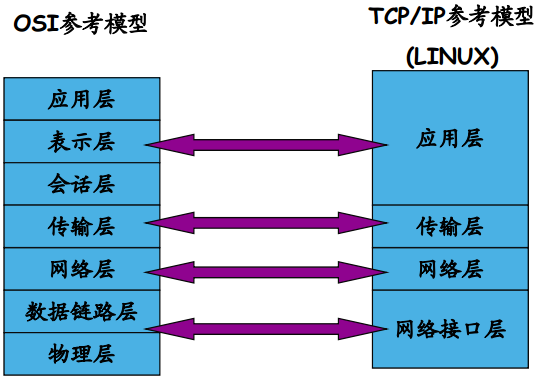 OSI参考模型
应用层
表示层
会话层
传输层
网络层
数据链路层
物理层
TCP/IP参考模型
(LINUX)
应用层
传输层
网络层
网络接口层